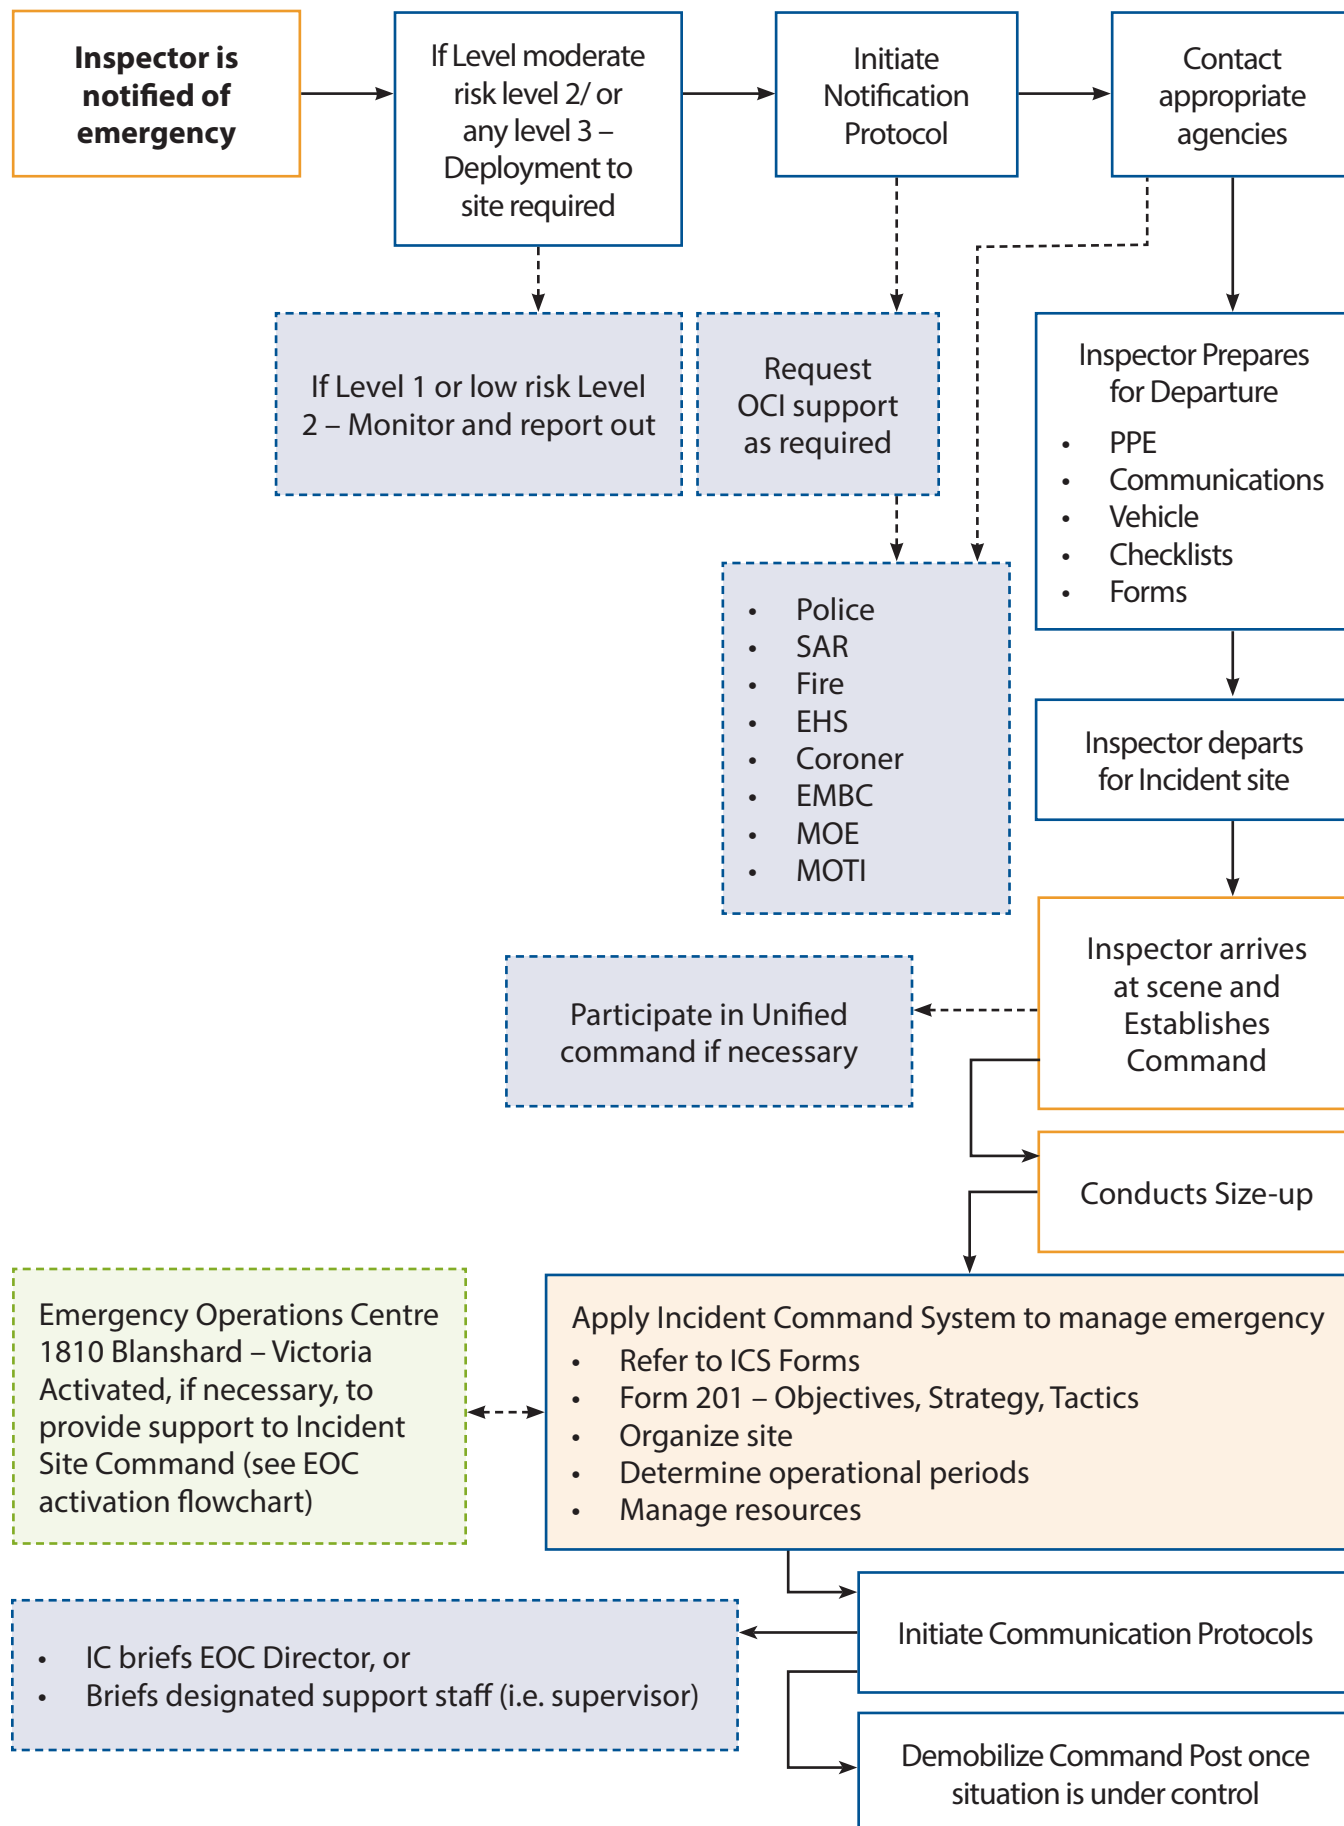 Inspector is
notified of
emergency
If Level moderate
risk level 2/ or
any level 3 –
Deployment to
site required
Initiate
Notification
Protocol
Contact
appropriate
agencies
If Level 1 or low risk Level
2 – Monitor and report out
Request
OCI support
as required
Inspector Prepares
for Departure
• PPE
• Communications
• Vehicle
• Checklists
• Forms
• Police
• SAR
• Fire
• EHS
• Coroner
• EMBC
• MOE
• MOTI
Inspector departs
for Incident site
Inspector arrives
at scene and
Establishes
Command
Participate in Unified
command if necessary
Conducts Size-up
Apply Incident Command System to manage emergency
• Refer to ICS Forms
• Form 201 – Objectives, Strategy, Tactics
• Organize site
• Determine operational periods
• Manage resources
Emergency Operations Centre
1810 Blanshard – Victoria
Activated, if necessary, to
provide support to Incident
Site Command (see EOC
activation flowchart)
Initiate Communication Protocols
• IC briefs EOC Director, or
• Briefs designated support staff (i.e. supervisor)
Demobilize Command Post once
situation is under control